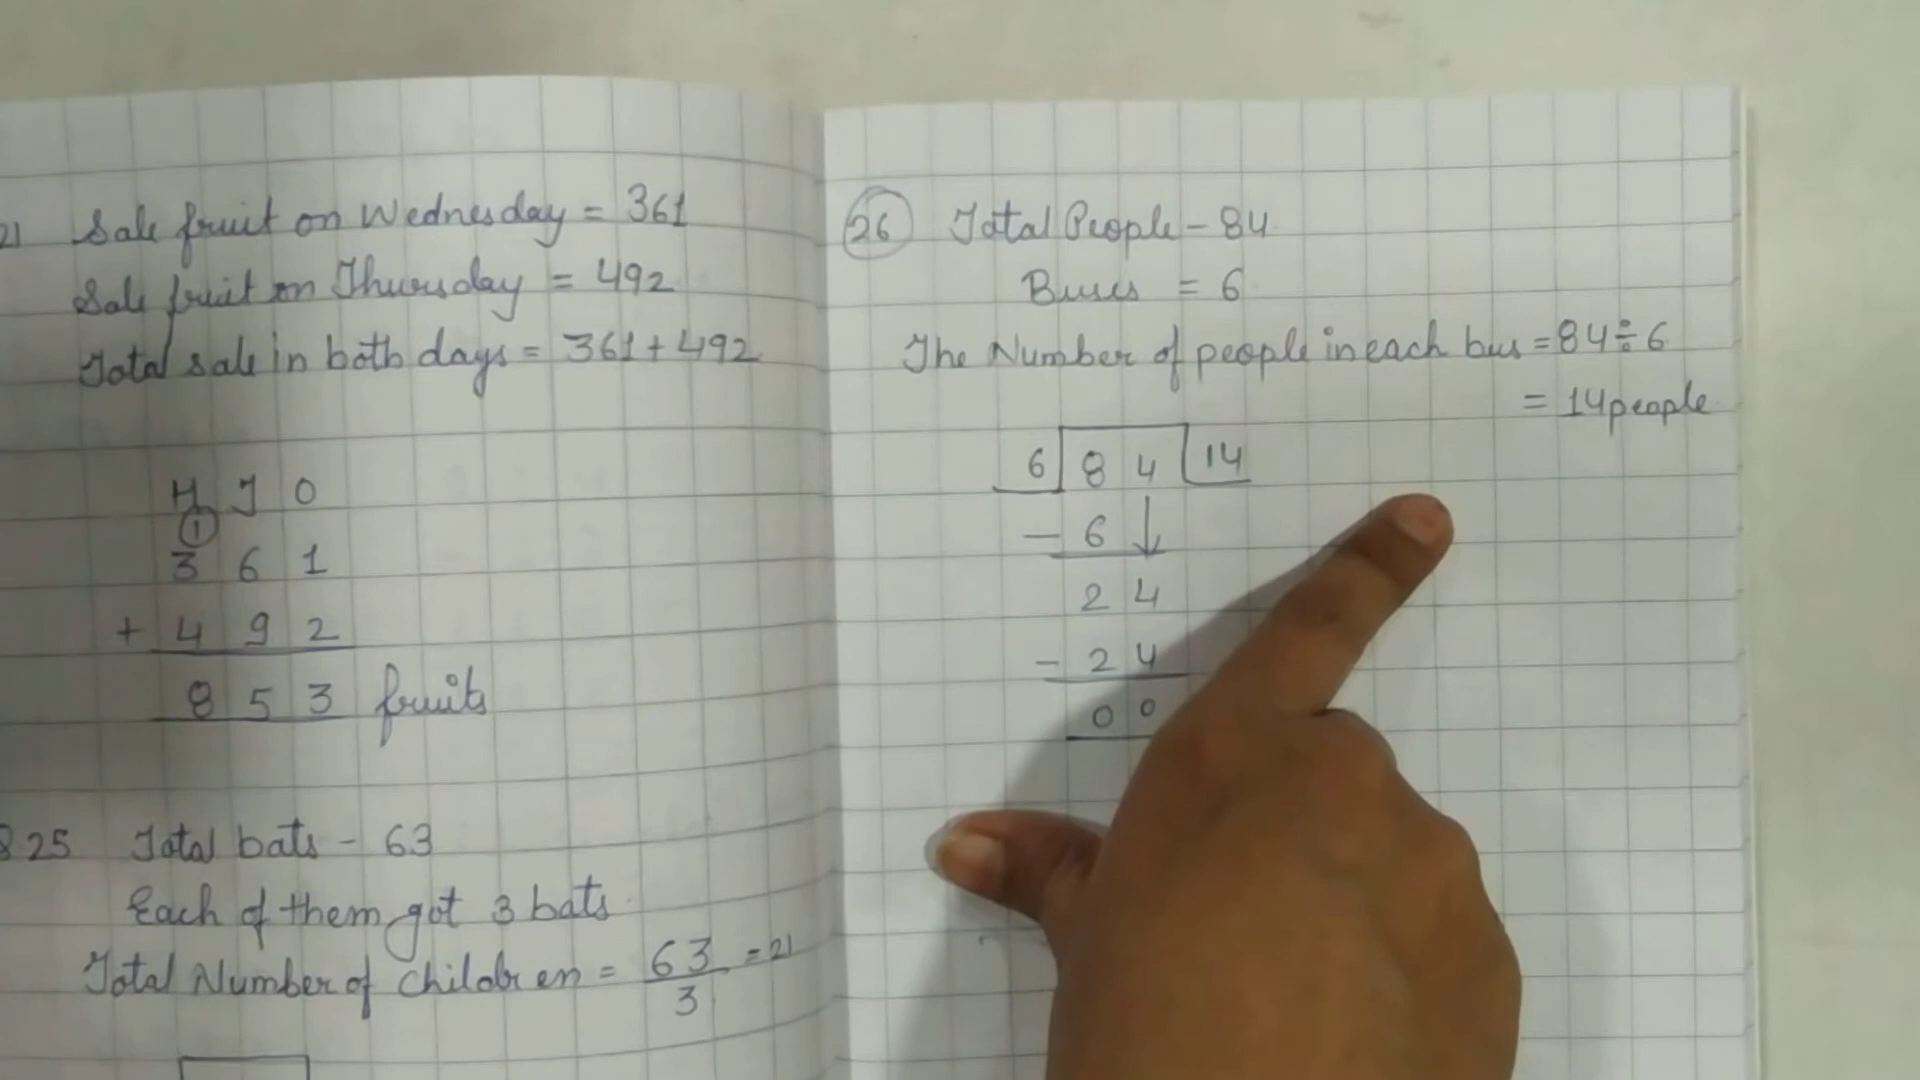 21 Sale fruit on Wednesday = 361
Sale fruit on Thursday = 492
Total sale in both days = 361 + 492
H T O
1
3 6 1
+ 4 9 2
8 5 3 fruits
25 Total bats - 63
Each of them got 3 bats.
Total Number of children = 63/3 = 21
26 Total People - 84
Buses = 6
The Number of people in each bus = 84 ÷ 6
= 14 people
6 8 4 14
- 6 ↓
2 4
- 2 4
0 0